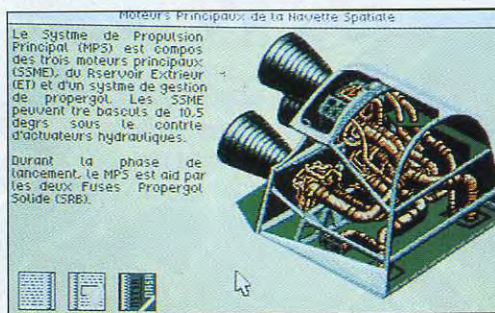 Moteurs Principaux de la Navette Spatiale
Le Systme de Propulsion
Principal (MPS) est compos
des trois moteurs principaux
(SSME), du Rservoir Extrieur
(ET) et d'un systme de gestion
de propergol. Les SSME
peuvent tre basculs de 10,5
degrs sous le contrle
d'actuateurs hydrauliques.
Durant la phase de
lancement, le MPS est aid par
les deux Fuses Propergol
Solide (SRB).